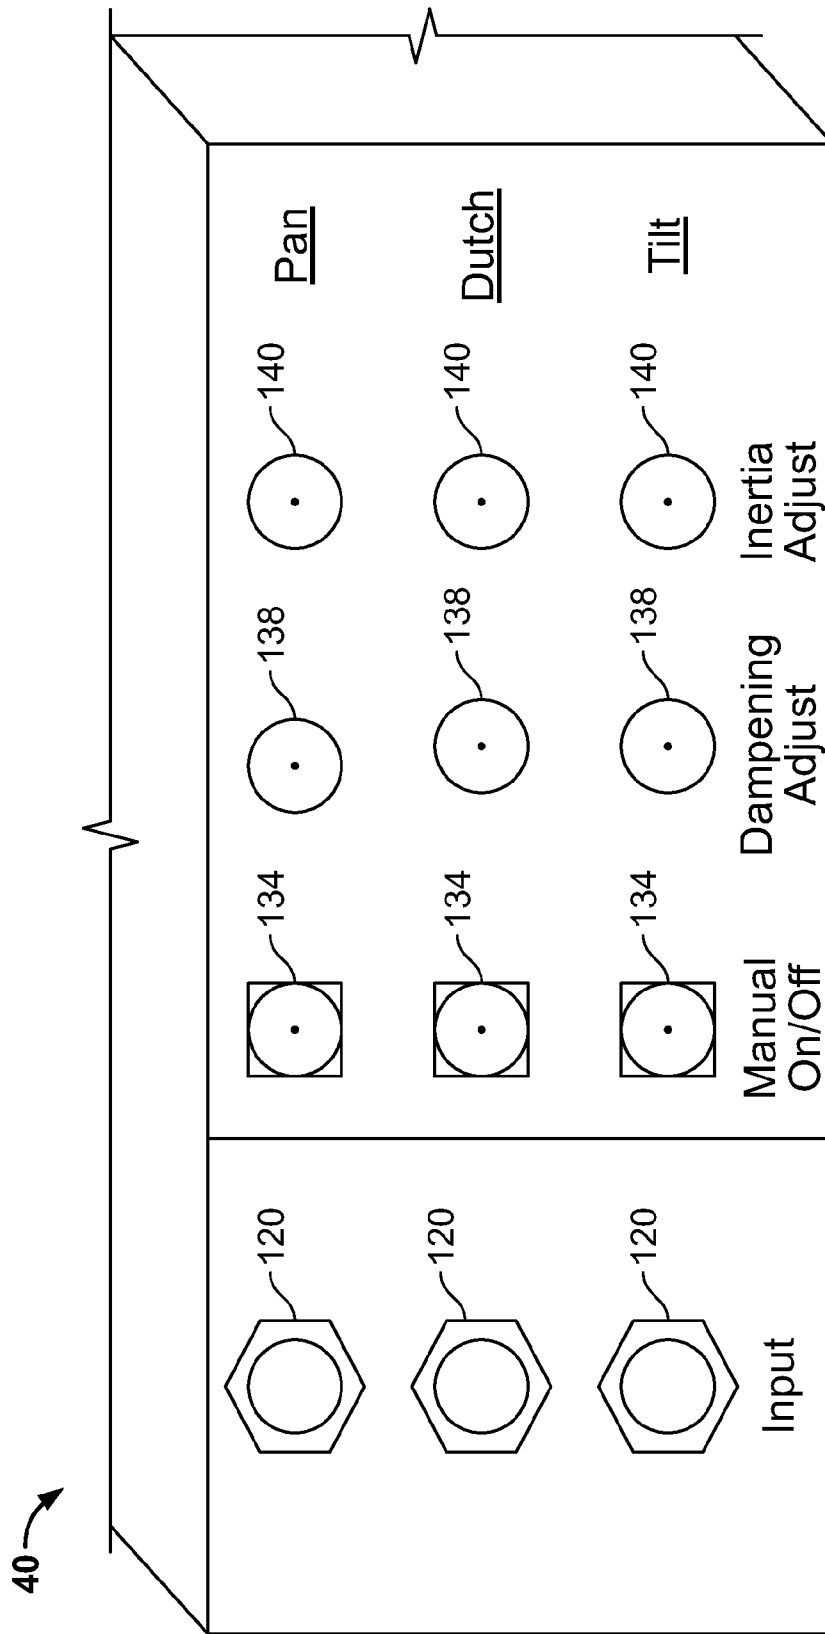 40
120
134
138
140
Pan
120
134
138
140
Dutch
120
134
138
140
Tilt
Input
Manual
On/Off
Dampening
Adjust
Inertia
Adjust